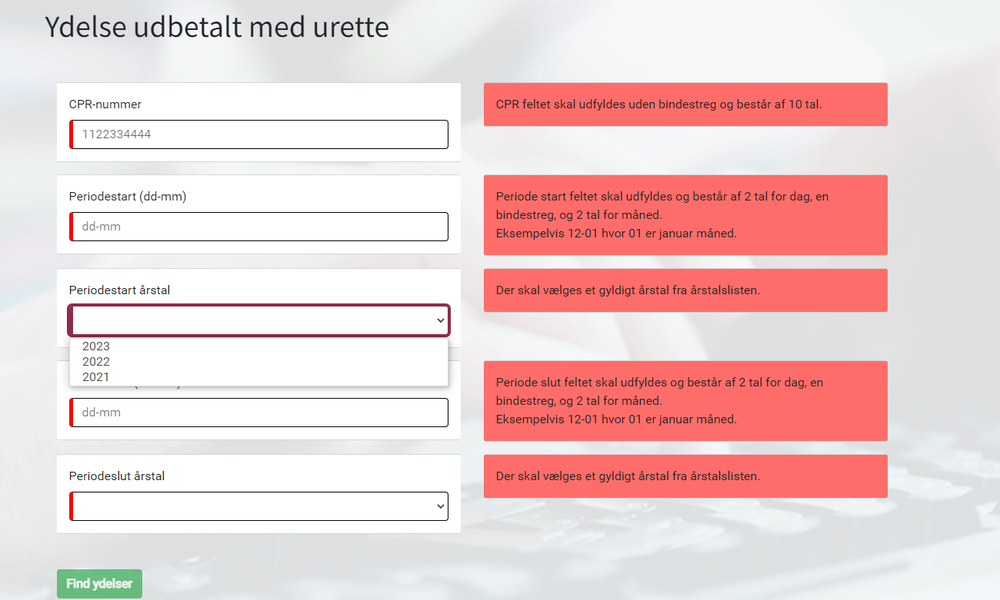 Ydelse udbetalt med urette
CPR-nummer
1122334444
CPR feltet skal udfyldes uden bindestreg og består af 10 tal.
Periodestart (dd-mm)
dd-mm
Periode start feltet skal udfyldes og består af 2 tal for dag, en
bindestreg, og 2 tal for måned.
Eksempelvis 12-01 hvor 01 er januar måned.
Periodestart årstal
2023
2022
2021
Der skal vælges et gyldigt årstal fra årstalslisten.
dd-mm
Periode slut feltet skal udfyldes og består af 2 tal for dag, en
bindestreg, og 2 tal for måned.
Eksempelvis 12-01 hvor 01 er januar måned.
Periodeslut årstal
Der skal vælges et gyldigt årstal fra årstalslisten.
Find ydelser